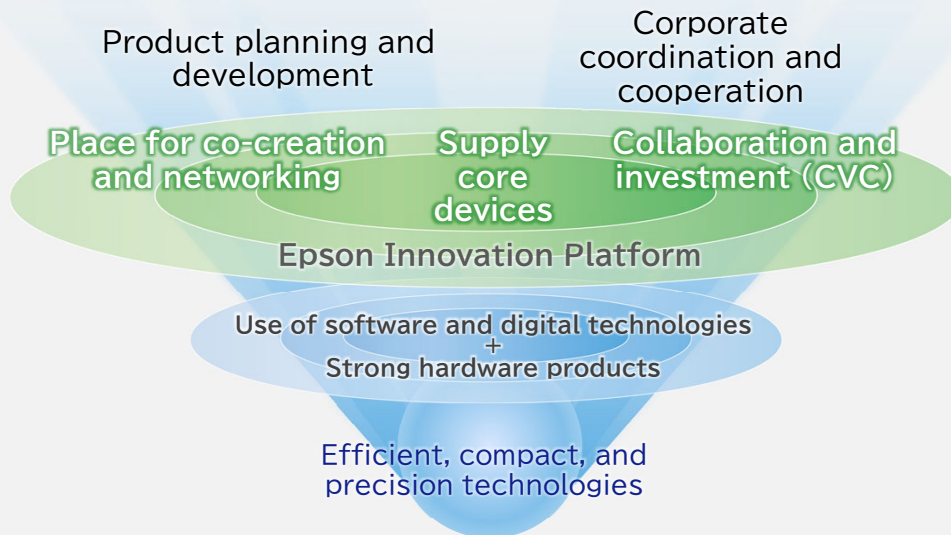 Product planning and
development
Corporate
coordination and
cooperation
Place for co-creation
and networking
Supply
core
devices
Collaboration and
investment (CVC)
Epson Innovation Platform
Use of software and digital technologies
+
Strong hardware products
Efficient, compact, and
precision technologies